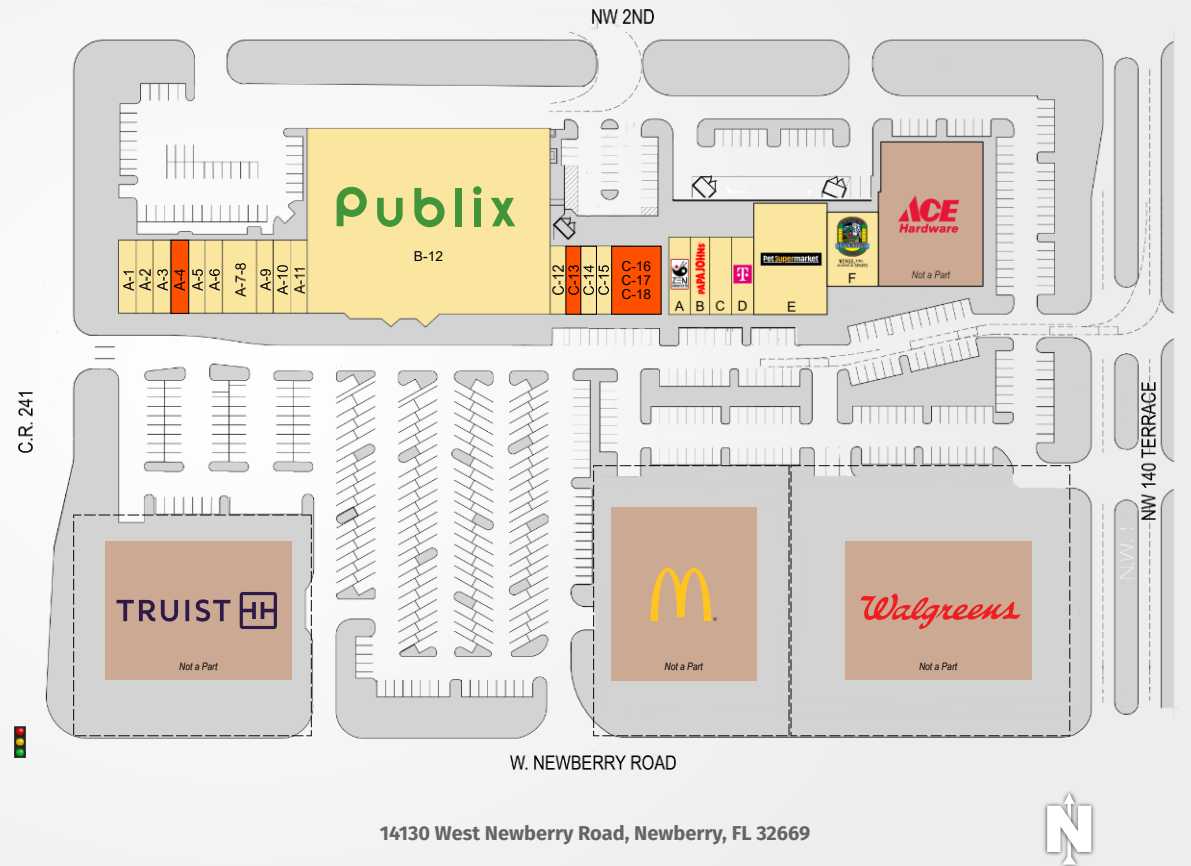 NW 2ND
Publix
B-12
A-1
A-2
A-3
A-4
A-5
A-6
A-7-8
A-9
A-10
A-11
C-12
C-13
C-14
C-15
C-16
C-17
C-18
ZEN
A
PAPA JOHNS
B
C
T
D
Pet Supermarket
E
F
ACE
Hardware
Not a Part
C.R. 241
NW 140 TERRACE
N.W. 1
TRUIST
Not a Part
Not a Part
Walgreens
Not a Part
W. NEWBERRY ROAD
14130 West Newberry Road, Newberry, FL 32669
N